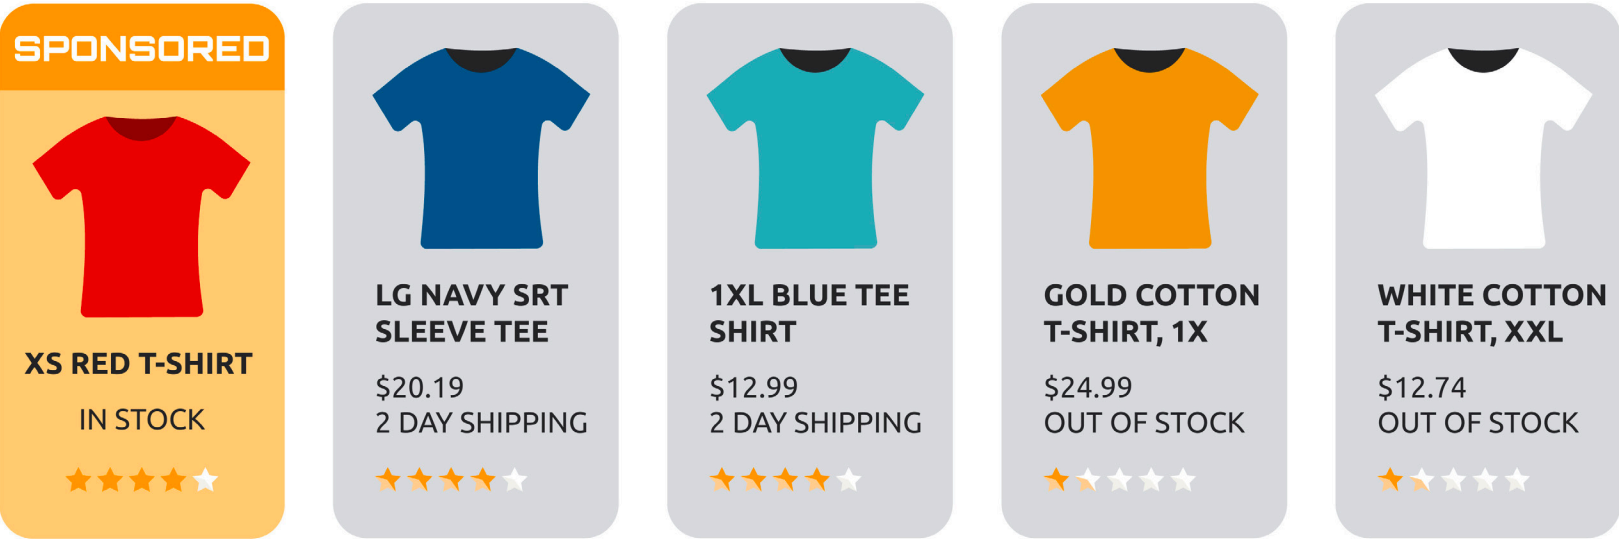 SPONSORED
XS RED T-SHIRT
IN STOCK
LG NAVY SRT
SLEEVE TEE
$20.19
2 DAY SHIPPING
1XL BLUE TEE
SHIRT
$12.99
2 DAY SHIPPING
GOLD COTTON
T-SHIRT, 1X
$24.99
OUT OF STOCK
WHITE COTTON
T-SHIRT, XXL
$12.74
OUT OF STOCK